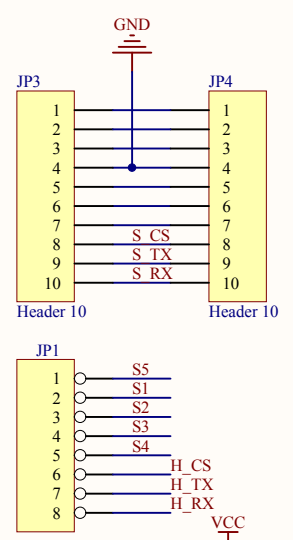 GND
JP3 JP4
1 1
2 2
3 3
4 4
5 5
6 6
7 7
8 S_CS 8
9 S_TX 9
10 S_RX 10
Header 10 Header 10
JP1
1 S5
2 S1
3 S2
4 S3
5 S4
6 H_CS
7 H_TX
8 H_RX
VCC